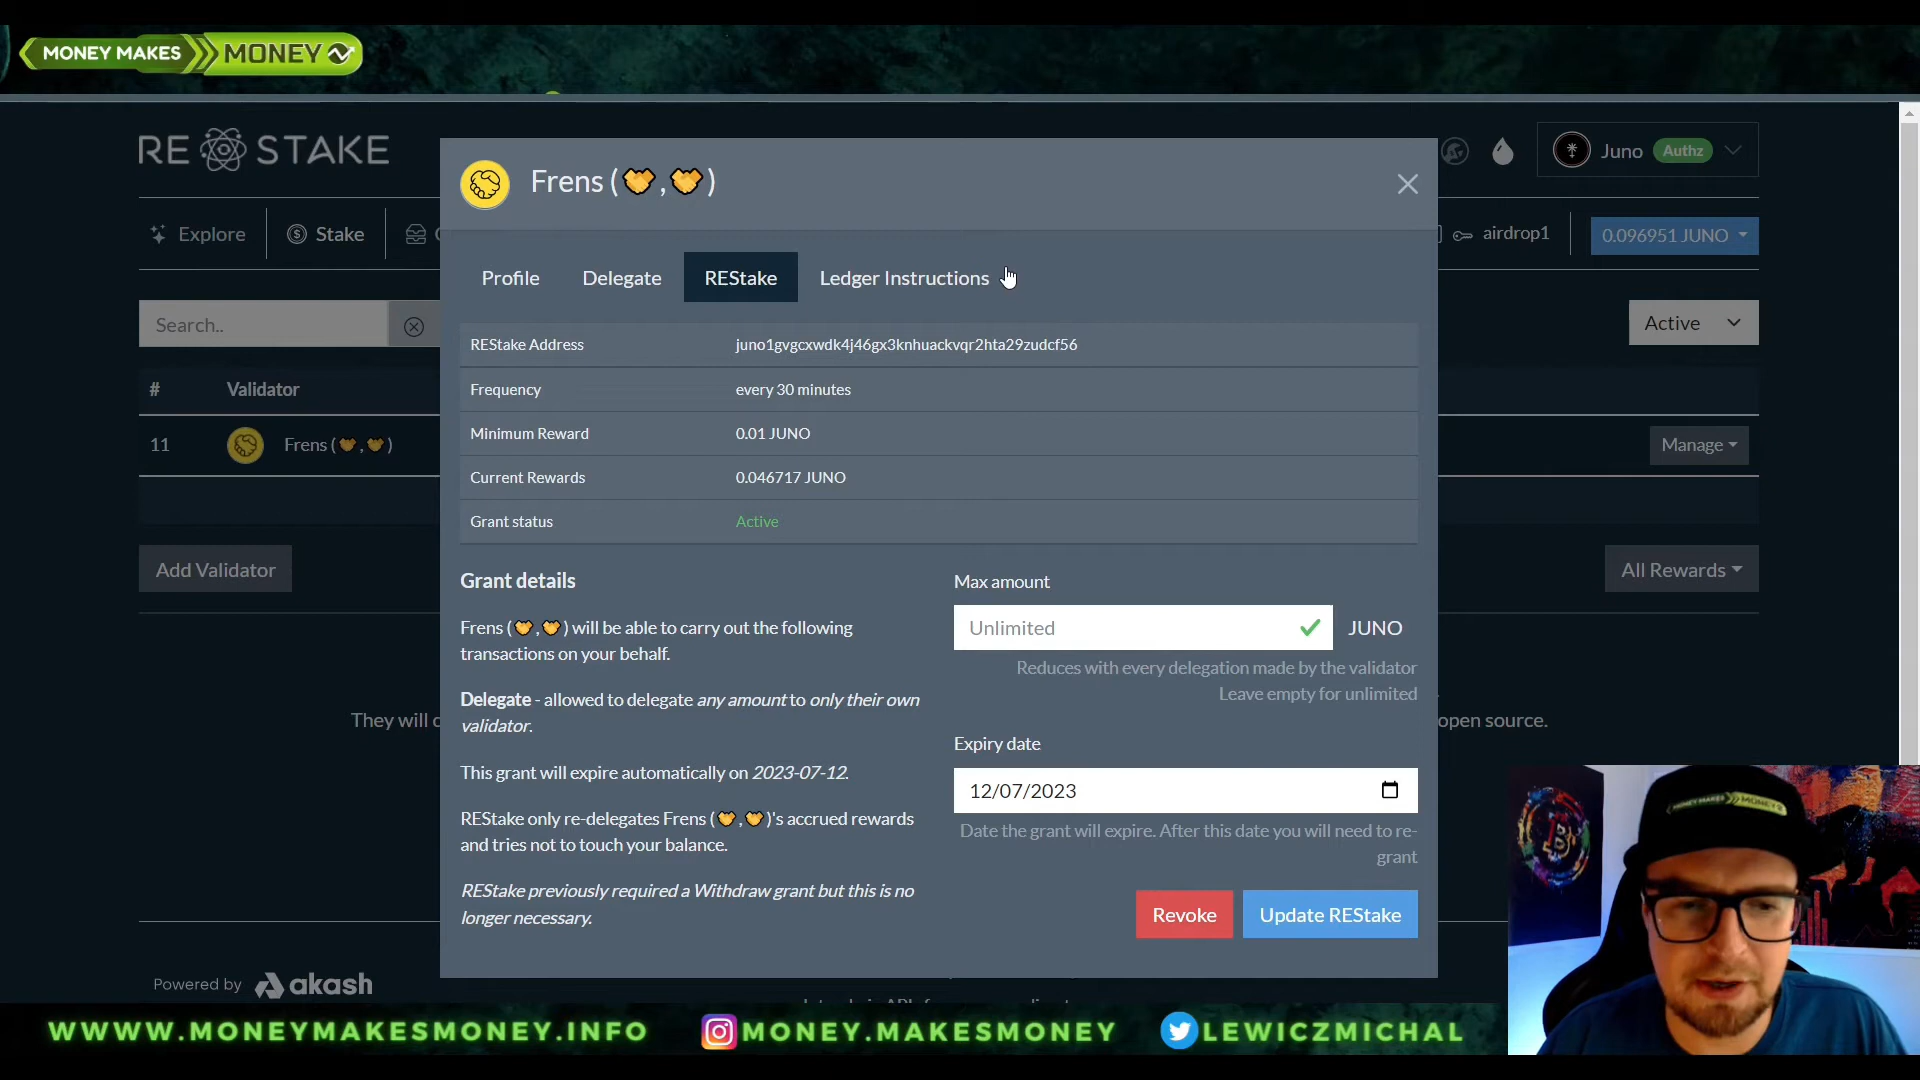 MONEY MAKES MONEY
RE STAKE
Frens (🤝,🤝)
Juno Authz
Explore
Stake
airdrop1
0.096951 JUNO
Profile
Delegate
REStake
Ledger Instructions
Search..
Active
REStake Address juno1gvgcxwdk4j46gx3knhuackvqr2hta29zudcf56
Frequency every 30 minutes
Minimum Reward 0.01 JUNO
Current Rewards 0.046717 JUNO
Grant status Active
# Validator
11 Frens (🤝,🤝)
Manage
Add Validator
All Rewards
Grant details
Frens (🤝,🤝) will be able to carry out the following
transactions on your behalf.
Delegate - allowed to delegate any amount to only their own
validator.
This grant will expire automatically on 2023-07-12.
REStake only re-delegates Frens (🤝,🤝)'s accrued rewards
and tries not to touch your balance.
REStake previously required a Withdraw grant but this is no
longer necessary.
Max amount
Unlimited JUNO
Reduces with every delegation made by the validator
Leave empty for unlimited
Expiry date
12/07/2023
Date the grant will expire. After this date you will need to re-
grant
Revoke
Update REStake
They will
open source.
Powered by akash
MONEY MAKES MONEY
WWWW.MONEYMAKESMONEY.INFO
MONEY.MAKESMONEY
LEWICZMICHAL